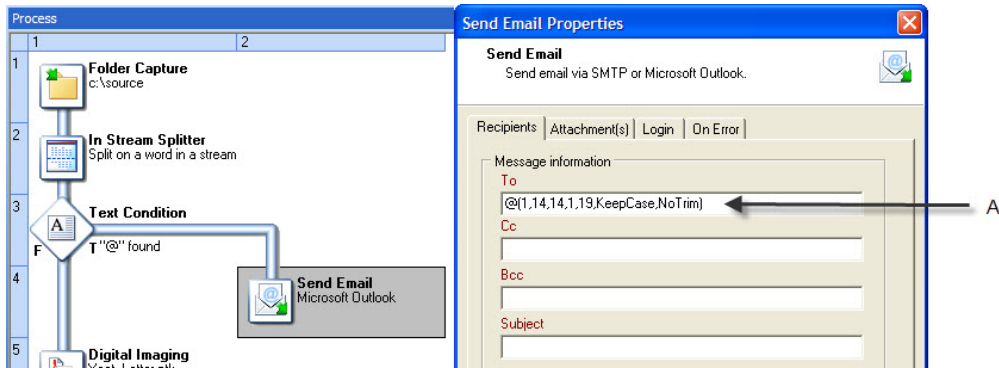 Process
1 2
1
Folder Capture
c:\source
2
In Stream Splitter
Split on a word in a stream
3
Text Condition
A
F T "@" found
4
Send Email
Microsoft Outlook
5
Digital Imaging
Send Email Properties
Send Email
Send email via SMTP or Microsoft Outlook.
Recipients Attachment(s) Login On Error
Message information
To
@(1,14,14,1,19,KeepCase,NoTrim)
A
Cc
Bcc
Subject